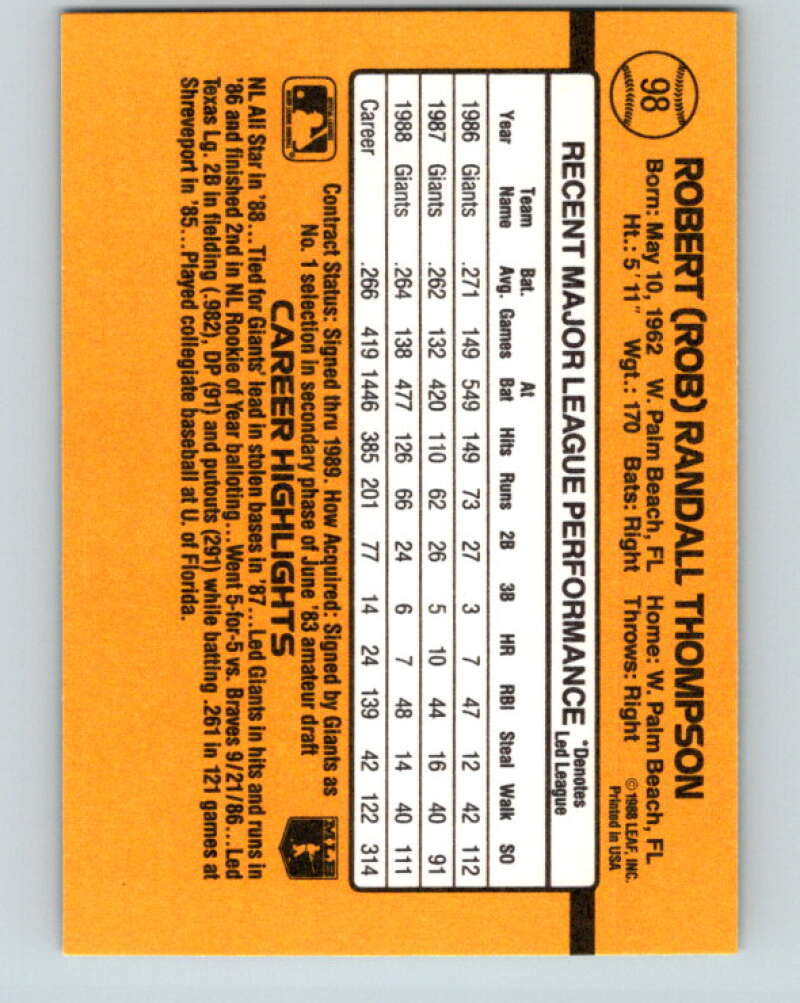 98
ROBERT (ROB) RANDALL THOMPSON
Born: May 10, 1962 W. Palm Beach, FL Home: W. Palm Beach, FL
Ht.: 5'11" Wgt.: 170 Bats: Right Throws: Right
©1988 LEAF, INC.
Printed in USA
RECENT MAJOR LEAGUE PERFORMANCE
*Denotes
Led League
Year Team Name Bat. Avg. Games At Bat Hits Runs 2B 3B HR RBI Steal Walk SO
1986 Giants .271 149 549 149 73 27 3 7 47 12 42 112
1987 Giants .262 132 420 110 62 26 5 10 44 16 40 91
1988 Giants .264 138 477 126 66 24 6 7 48 14 40 111
Career .266 419 1446 385 201 77 14 24 139 42 122 314
Contract Status: Signed thru 1989. How Acquired: Signed by Giants as
No. 1 selection in secondary phase of June '83 amateur draft
MLB
CAREER HIGHLIGHTS
NL All Star in '88...Tied for Giants' lead in stolen bases in '87...Led Giants in hits and runs in
'86 and finished 2nd in NL Rookie of Year balloting...Went 5-for-5 vs. Braves 9/21/86...Led
Texas Lg. 2B in fielding (.982), DP (91) and putouts (291) while batting .261 in 121 games at
Shreveport in '85...Played collegiate baseball at U. of Florida.